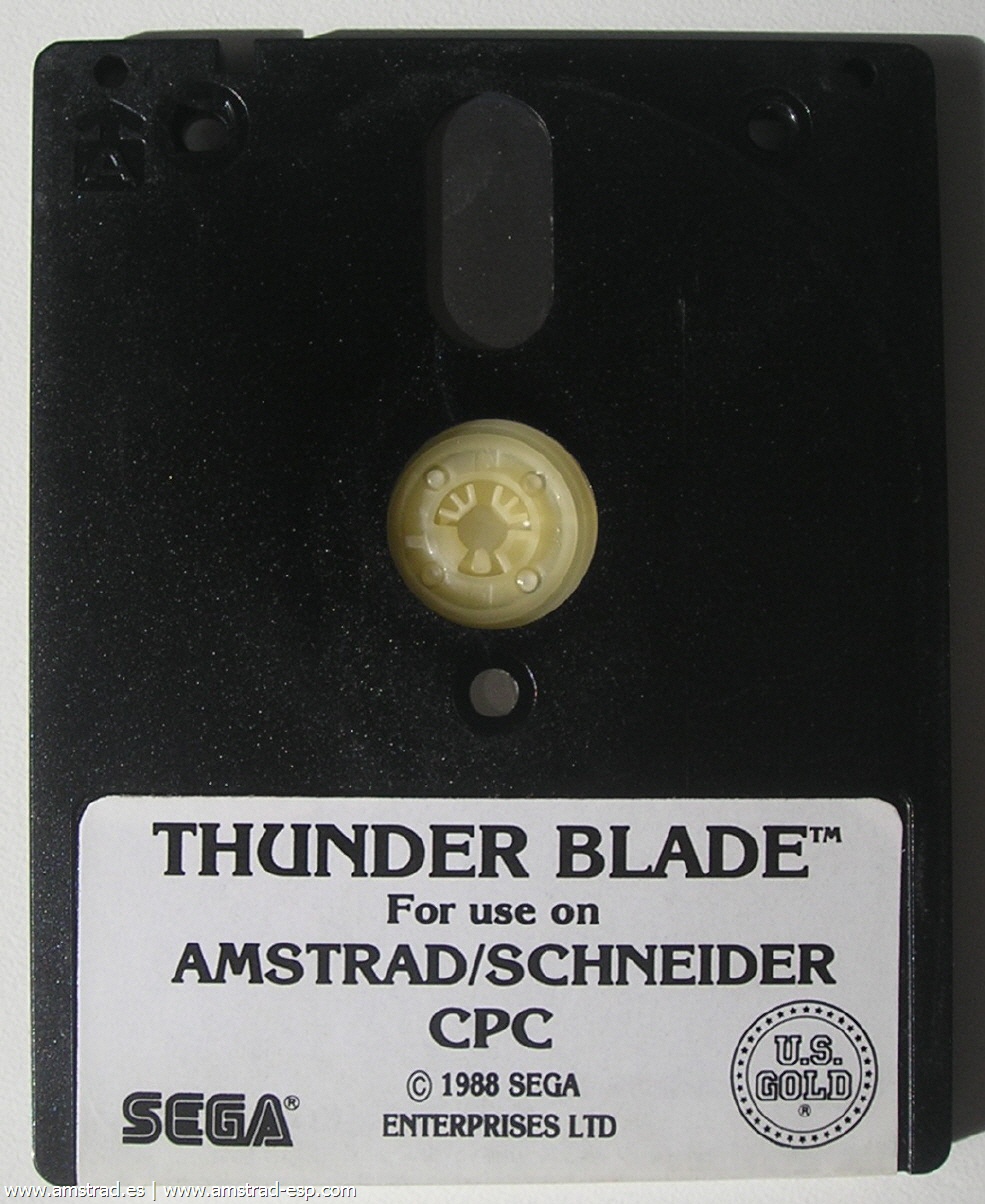 A
THUNDER BLADE™
For use on
AMSTRAD/SCHNEIDER
CPC
© 1988 SEGA
ENTERPRISES LTD
SEGA®
U.S.
GOLD
®
www.amstrad.es | www.amstrad-esp.com